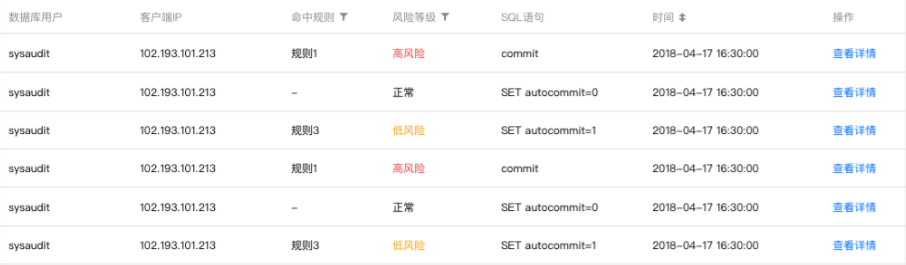 数据库用户 客户端IP 命中规则 风险等级 SQL语句 时间 操作
sysaudit 102.193.101.213 规则1 高风险 commit 2018-04-17 16:30:00 查看详情
sysaudit 102.193.101.213 - 正常 SET autocommit=0 2018-04-17 16:30:00 查看详情
sysaudit 102.193.101.213 规则3 低风险 SET autocommit=1 2018-04-17 16:30:00 查看详情
sysaudit 102.193.101.213 规则1 高风险 commit 2018-04-17 16:30:00 查看详情
sysaudit 102.193.101.213 - 正常 SET autocommit=0 2018-04-17 16:30:00 查看详情
sysaudit 102.193.101.213 规则3 低风险 SET autocommit=1 2018-04-17 16:30:00 查看详情